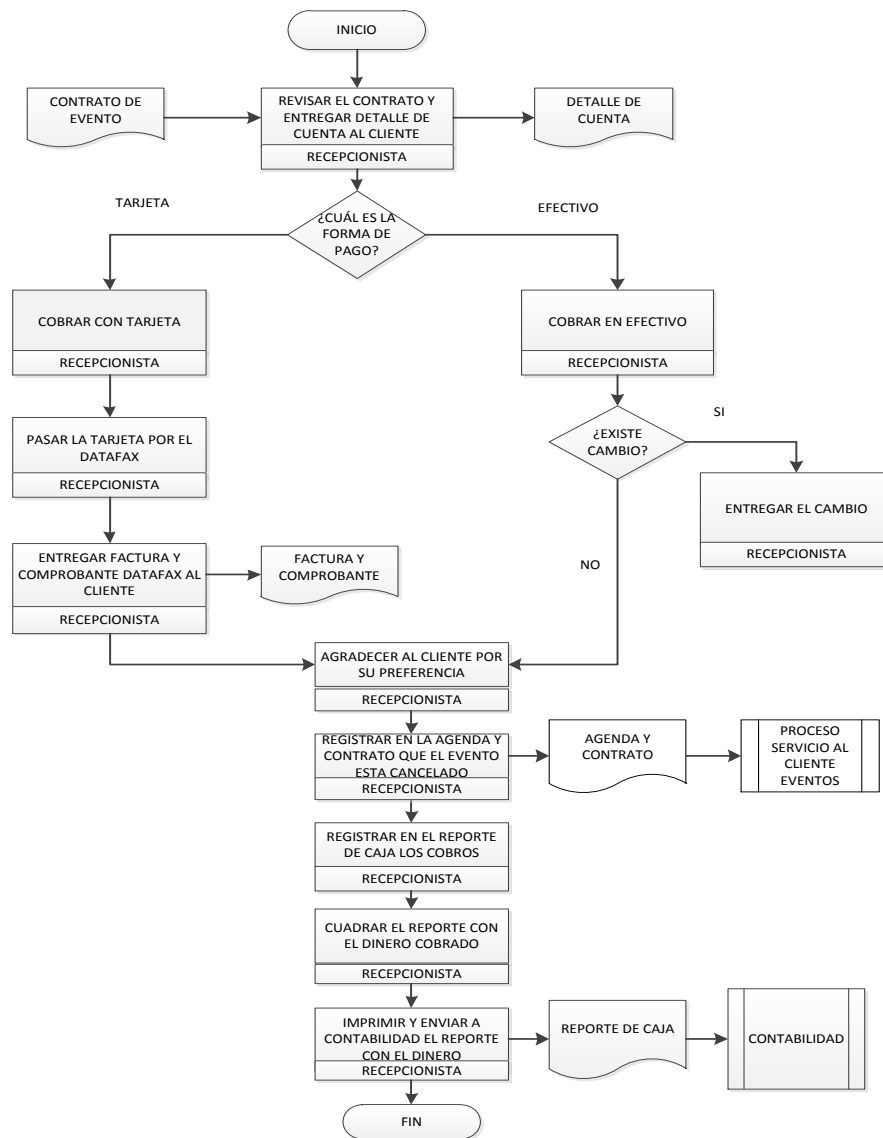 INICIO
CONTRATO DE
EVENTO
REVISAR EL CONTRATO Y
ENTREGAR DETALLE DE
CUENTA AL CLIENTE
RECEPCIONISTA
DETALLE DE
CUENTA
TARJETA
¿CUÁL ES LA
FORMA DE
PAGO?
EFECTIVO
COBRAR CON TARJETA
RECEPCIONISTA
COBRAR EN EFECTIVO
RECEPCIONISTA
PASAR LA TARJETA POR EL
DATAFAX
RECEPCIONISTA
¿EXISTE
CAMBIO?
SI
ENTREGAR EL CAMBIO
RECEPCIONISTA
NO
ENTREGAR FACTURA Y
COMPROBANTE DATAFAX AL
CLIENTE
RECEPCIONISTA
FACTURA Y
COMPROBANTE
AGRADECER AL CLIENTE POR
SU PREFERENCIA
RECEPCIONISTA
REGISTRAR EN LA AGENDA Y
CONTRATO QUE EL EVENTO
ESTA CANCELADO
RECEPCIONISTA
AGENDA Y
CONTRATO
PROCESO
SERVICIO AL
CLIENTE
EVENTOS
REGISTRAR EN EL REPORTE
DE CAJA LOS COBROS
RECEPCIONISTA
CUADRAR EL REPORTE CON
EL DINERO COBRADO
RECEPCIONISTA
IMPRIMIR Y ENVIAR A
CONTABILIDAD EL REPORTE
CON EL DINERO
RECEPCIONISTA
REPORTE DE CAJA
CONTABILIDAD
FIN